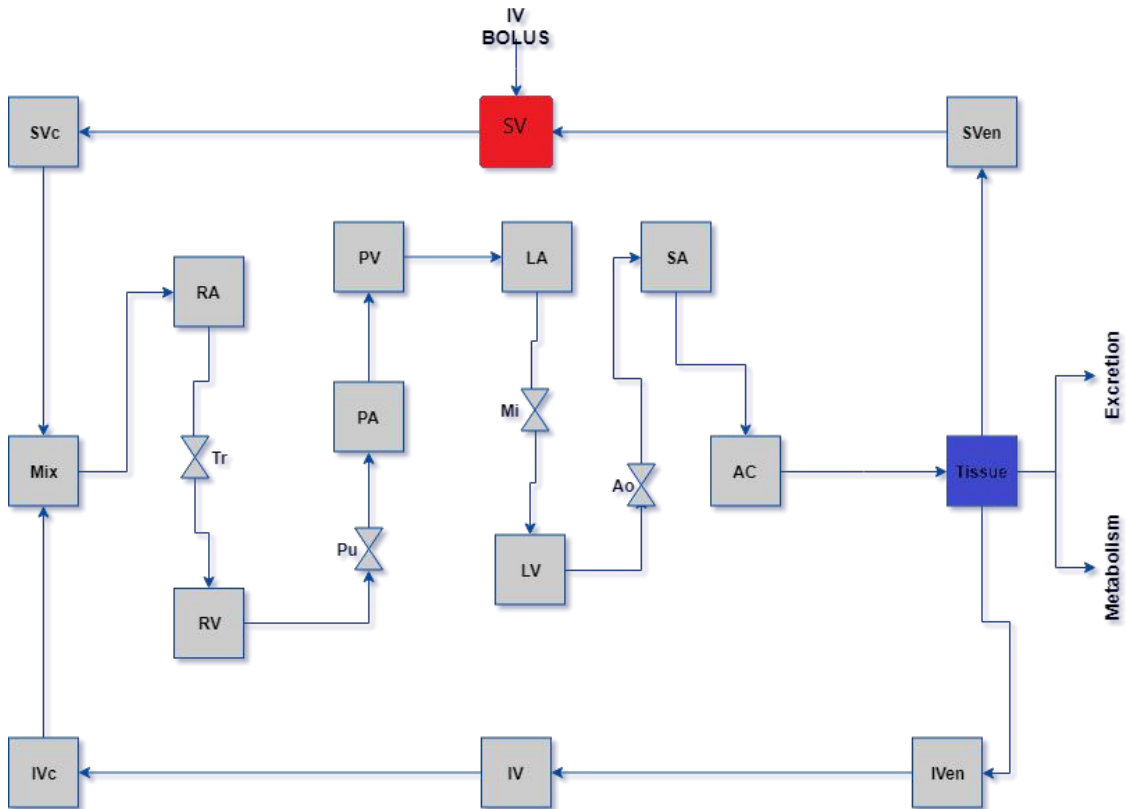 IV
BOLUS
SVc
SV
SVen
PV
LA
SA
RA
PA
Mi
Mix
Tr
Ao
AC
Tissue
Excretion
Metabolism
Pu
LV
RV
IVc
IV
IVen